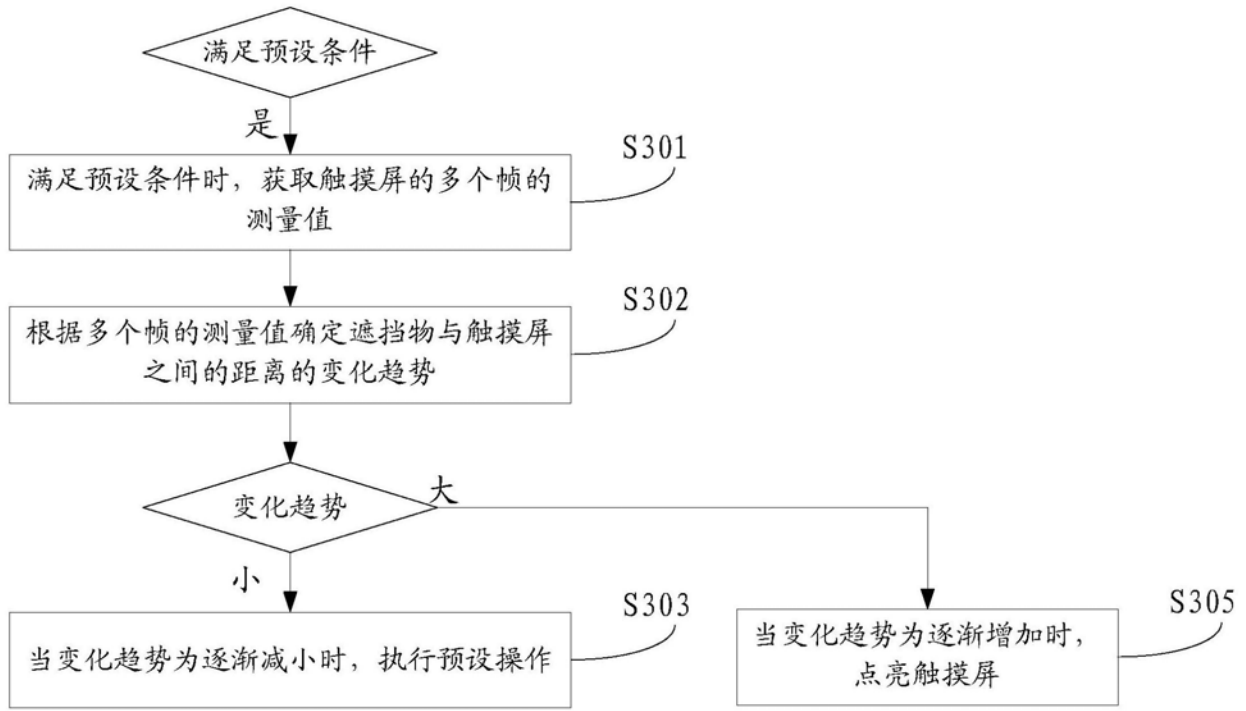 满足预设条件
是
S301
满足预设条件时，获取触摸屏的多个帧的
测量值
S302
根据多个帧的测量值确定遮挡物与触摸屏
之间的距离的变化趋势
变化趋势
大
小
S303
当变化趋势为逐渐减小时，执行预设操作
S305
当变化趋势为逐渐增加时，
点亮触摸屏